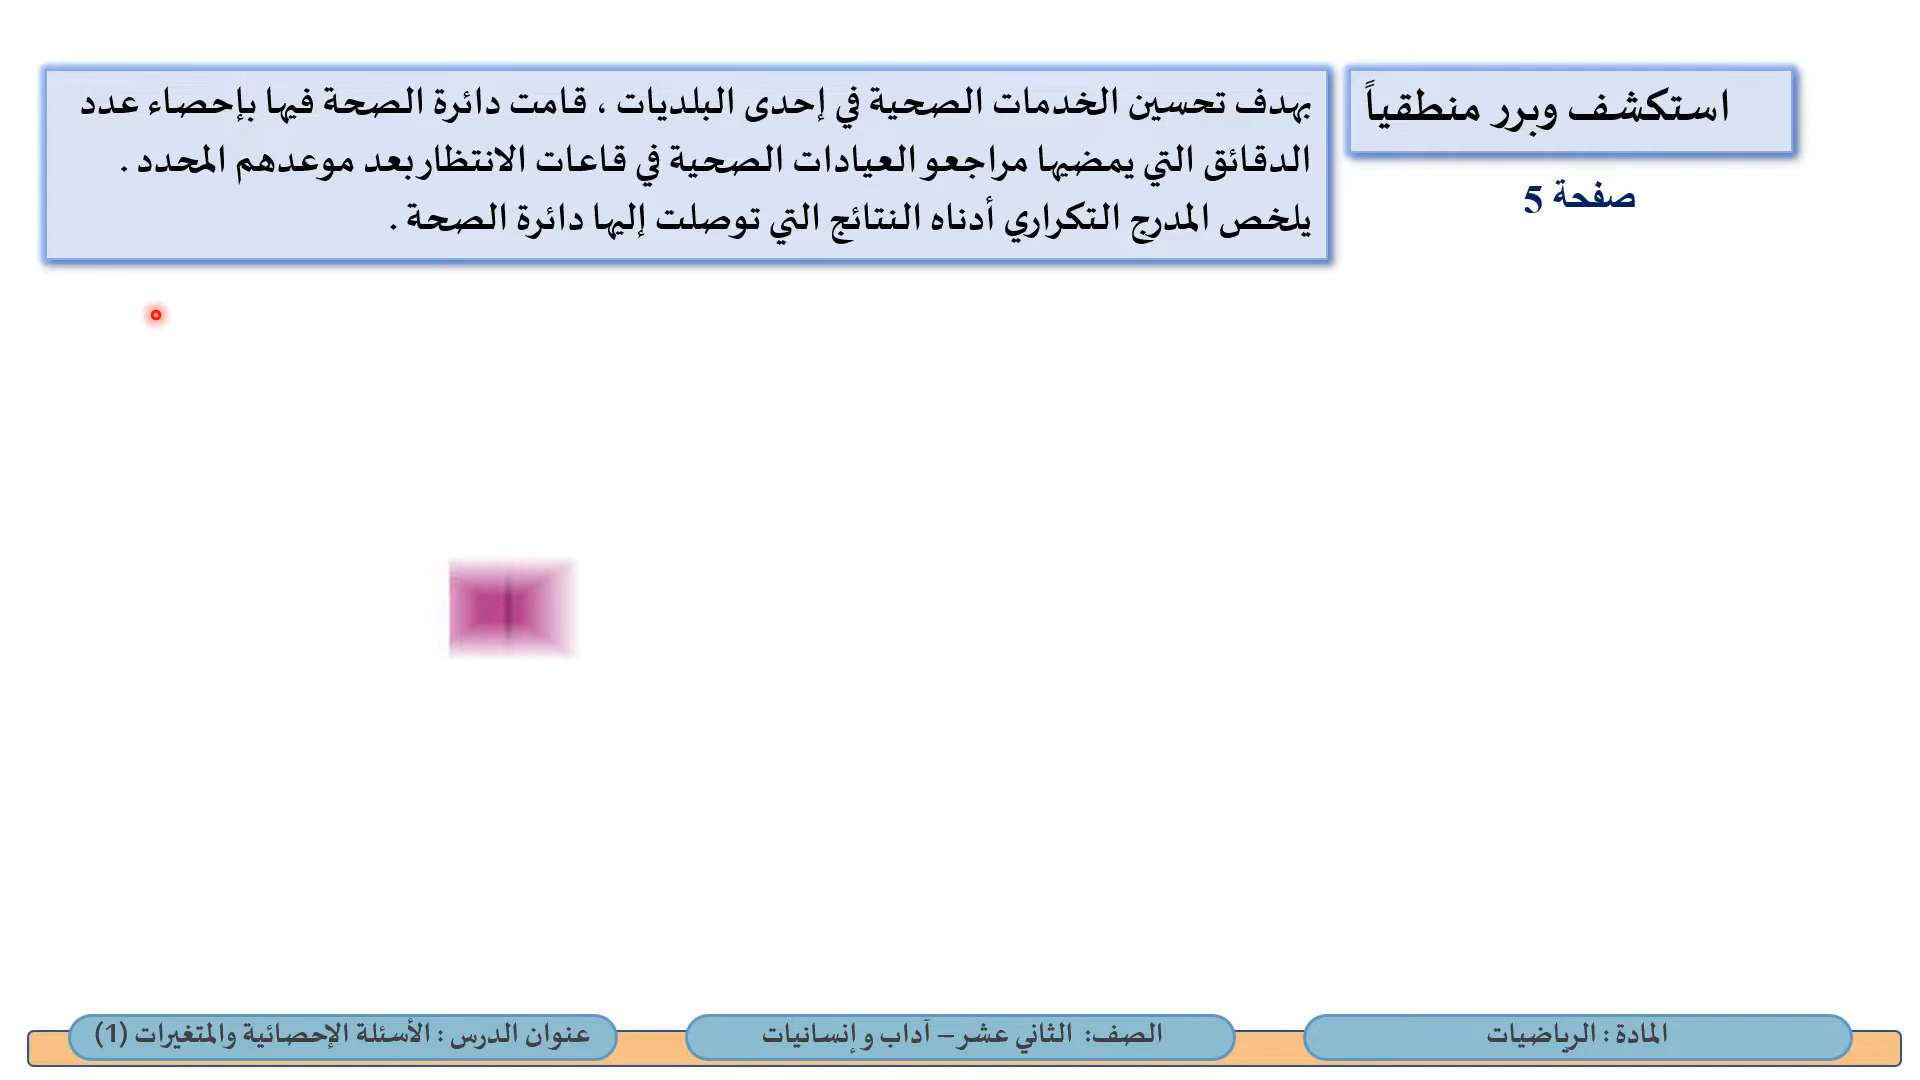 استكشف وبرر منطقياً
صفحة 5
بهدف تحسين الخدمات الصحية في إحدى البلديات ، قامت دائرة الصحة فيها بإحصاء عدد
الدقائق التي يمضيها مراجعو العيادات الصحية في قاعات الانتظار بعد موعدهم المحدد .
يلخص المدرج التكراري أدناه النتائج التي توصلت إليها دائرة الصحة .
المادة : الرياضيات
الصف: الثاني عشر – آداب و إنسانيات
عنوان الدرس : الأسئلة الإحصائية والمتغيرات (1)